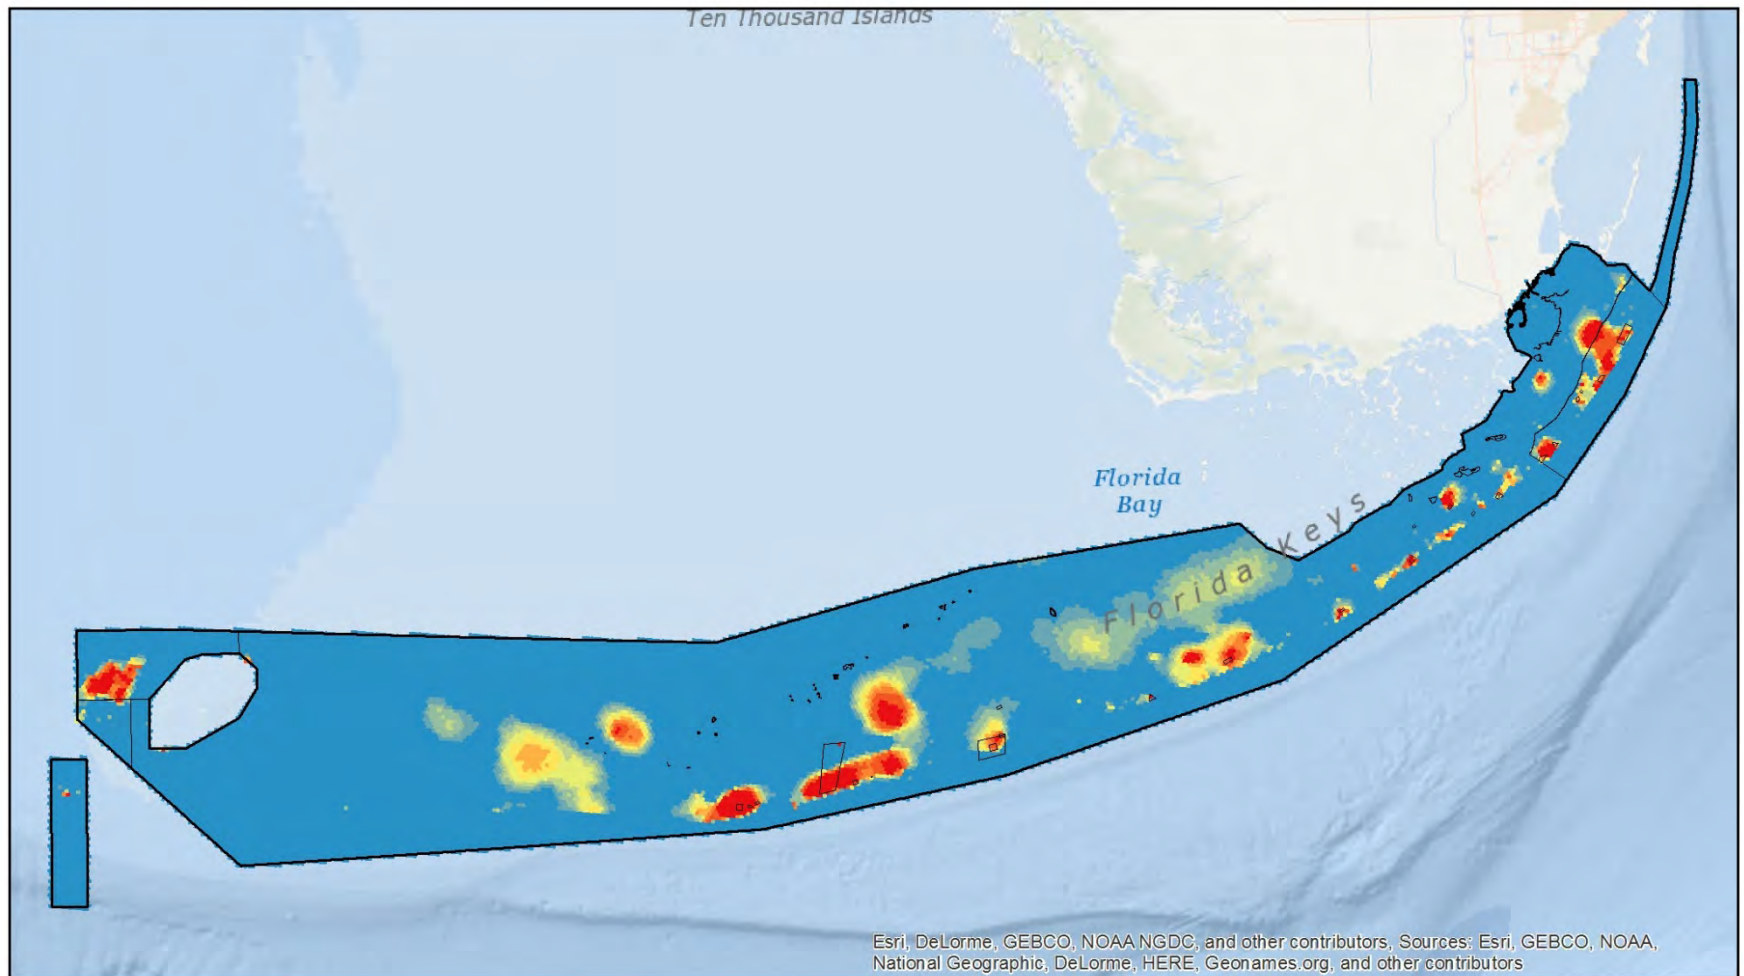 Ten Thousand Islands
Florida
Bay
Florida Keys
Esri, DeLorme, GEBCO, NOAA NGDC, and other contributors, Sources: Esri, GEBCO, NOAA,
National Geographic, DeLorme, HERE, Geonames.org, and other contributors